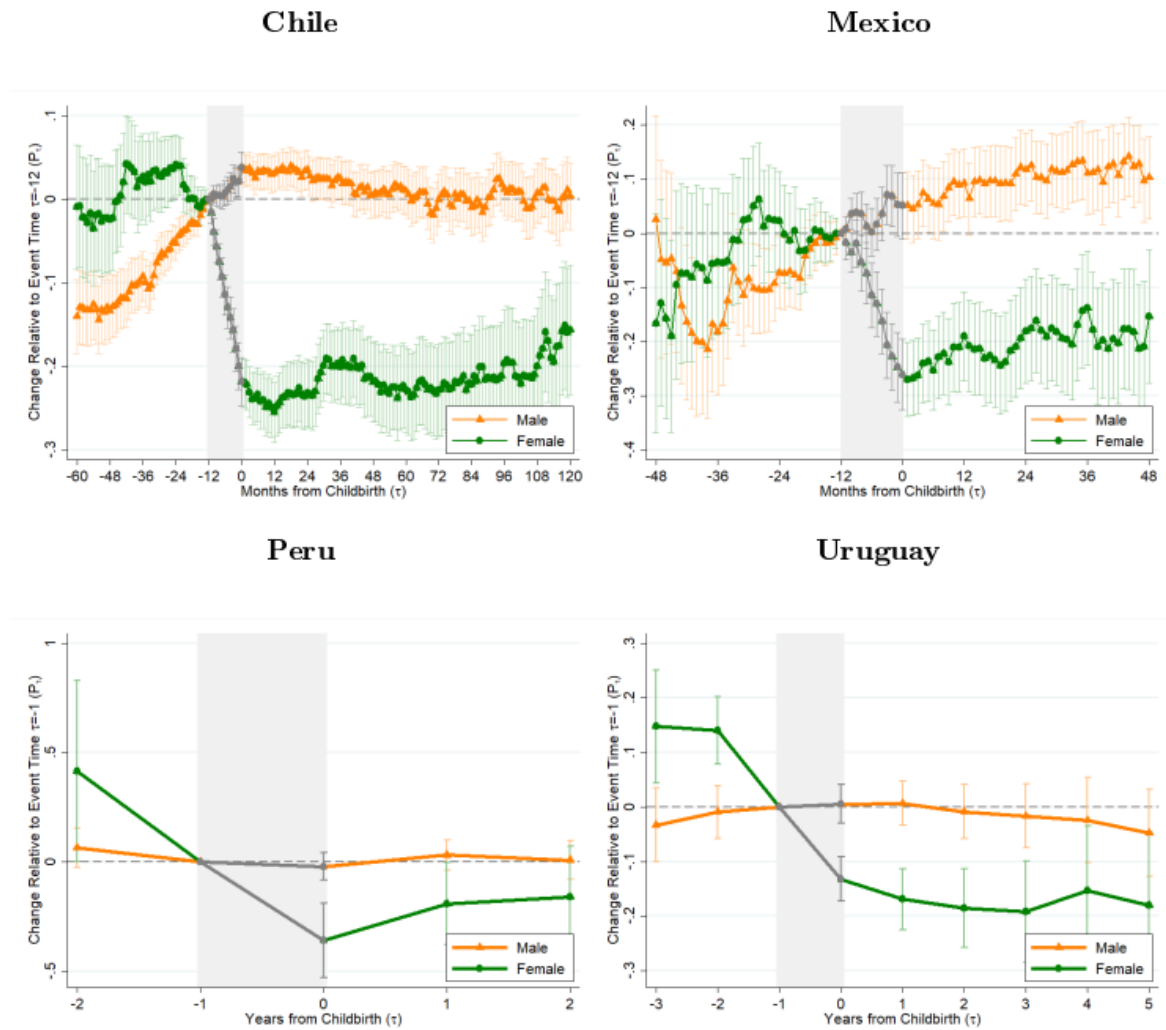 Chile
Mexico
Change Relative to Event Time τ=-12 (Pτ)
.1
0
-.1
-.2
-.3
Male
Female
-60 -48 -36 -24 -12 0 12 24 36 48 60 72 84 96 108 120
Months from Childbirth (τ)
Change Relative to Event Time τ=-12 (Pτ)
.2
.1
0
-.1
-.2
-.3
-.4
Male
Female
-48 -36 -24 -12 0 12 24 36 48
Months from Childbirth (τ)
Peru
Uruguay
Change Relative to Event Time τ=-1 (Pτ)
1
.5
0
-.5
Male
Female
-2 -1 0 1 2
Years from Childbirth (τ)
Change Relative to Event Time τ=-1 (Pτ)
.3
.2
.1
0
-.1
-.2
-.3
Male
Female
-3 -2 -1 0 1 2 3 4 5
Years from Childbirth (τ)